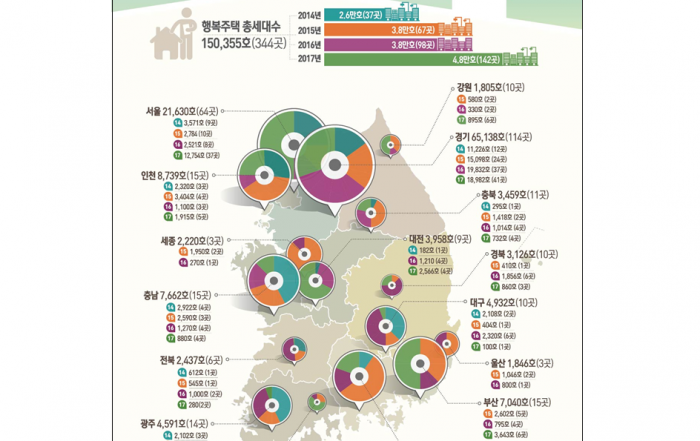 행복주택 총세대수
150,355호(344곳)
2014년 2.6만호(37곳)
2015년 3.8만호(67곳)
2016년 3.8만호(98곳)
2017년 4.8만호(142곳)
서울 21,630호(64곳)
14 3,571호(9곳)
15 2,784(10곳)
16 2,521호(8곳)
17 12,754호(37곳)
인천 8,739호(15곳)
14 2,320호(3곳)
15 3,404호(4곳)
16 1,100호(3곳)
17 1,915호(5곳)
세종 2,220호(3곳)
15 1,950호(2곳)
16 270호(1곳)
충남 7,662호(15곳)
14 2,922호(4곳)
15 2,590호(3곳)
16 1,270호(4곳)
17 880호(4곳)
전북 2,437호(6곳)
14 612호(1곳)
15 545호(1곳)
16 1,000호(2곳)
17 280(2곳)
광주 4,591호(14곳)
14 2,102호(3곳)
강원 1,805호(10곳)
15 580호(2곳)
16 330호(2곳)
17 895호(6곳)
경기 65,138호(114곳)
14 11,226호(12곳)
15 15,098호(24곳)
16 19,832호(37곳)
17 18,982호(41곳)
충북 3,459호(11곳)
14 295호(1곳)
15 1,418호(2곳)
16 1,014호(4곳)
17 732호(4곳)
대전 3,958호(9곳)
14 182호(1곳)
16 1,210(4곳)
17 2,566호(4곳)
경북 3,126호(10곳)
15 410호(1곳)
16 1,856호(6곳)
17 860호(3곳)
대구 4,932호(10곳)
14 2,108호(2곳)
15 404호(1곳)
16 2,320호(6곳)
17 100호(1곳)
울산 1,846호(3곳)
15 1,046호(2곳)
16 800호(1곳)
부산 7,040호(15곳)
15 2,602호(5곳)
16 795호(4곳)
17 3,643호(6곳)